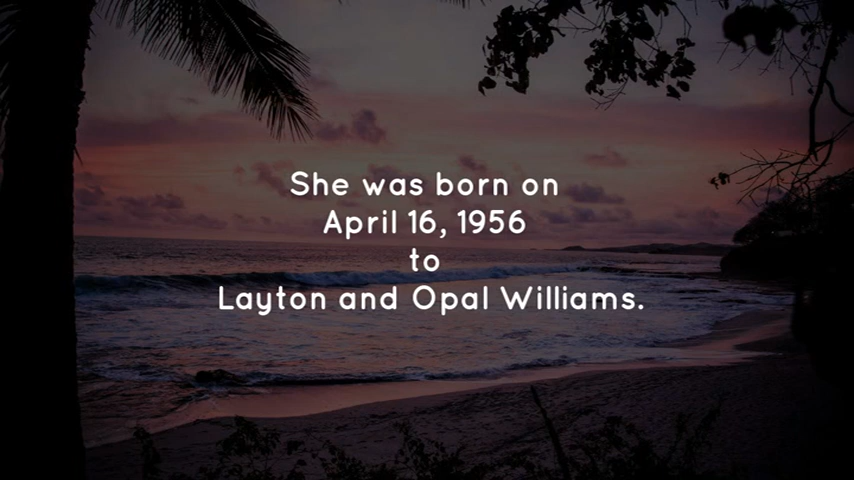 She was born on
April 16, 1956
to
Layton and Opal Williams.